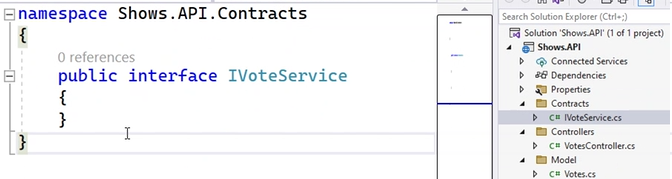 namespace Shows.API.Contracts
{
0 references
public interface IVoteService
{
}
}
Search Solution Explorer (Ctrl+;)
Solution 'Shows.API' (1 of 1 project)
Shows.API
Connected Services
Dependencies
Properties
Contracts
C# IVoteService.cs
Controllers
C# VotesController.cs
Model
C# Votes.cs